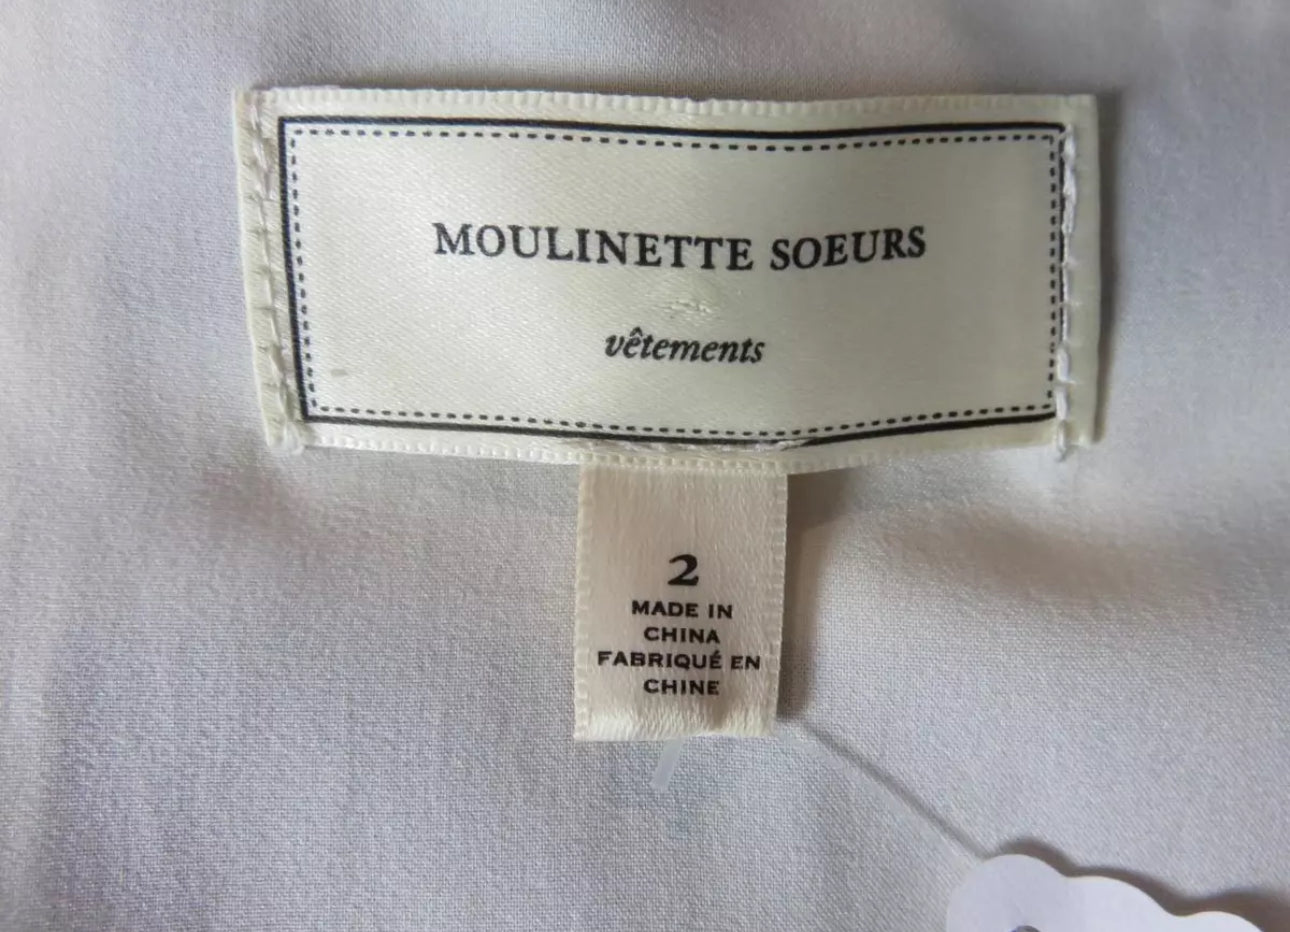 MOULINETTE SOEURS
vêtements
2
MADE IN
CHINA
FABRIQUÉ EN
CHINE